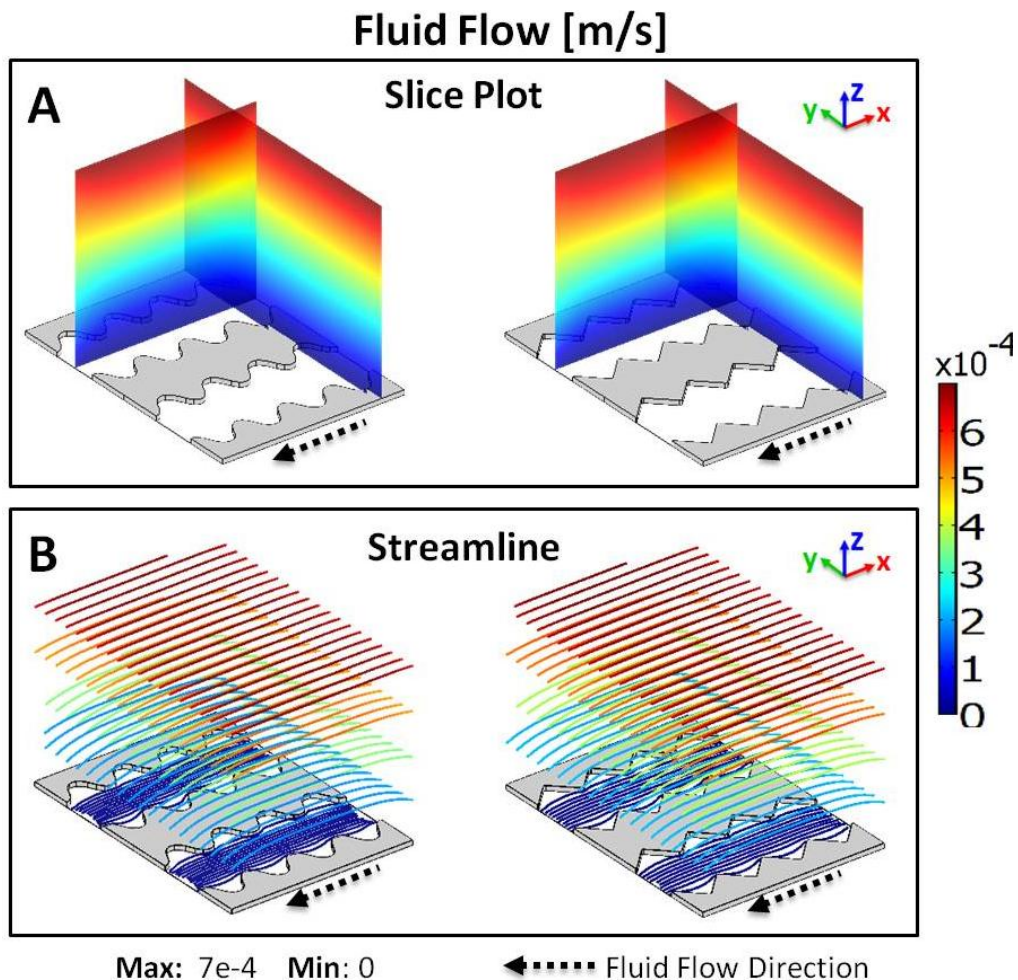 Fluid Flow [m/s]
A
Slice Plot
z
y
x
x10⁻⁴
6
5
4
3
2
1
0
B
Streamline
z
y
x
Max: 7e-4 Min: 0
Fluid Flow Direction